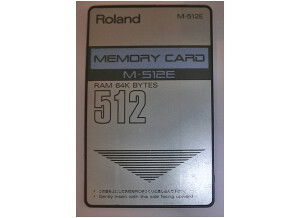 Roland M-512E
MEMORY CARD
M-512E
RAM 64K BYTES
512
• Gently insert with this side facing upward •